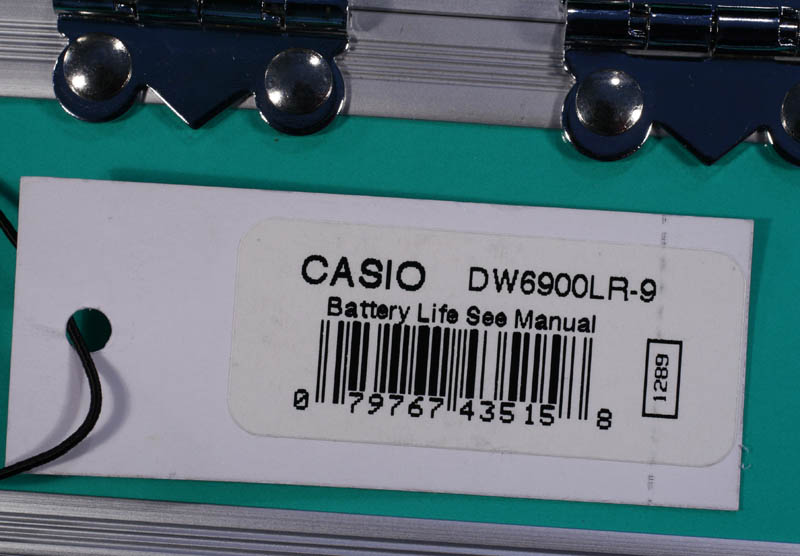 CASIO DW6900LR-9
Battery Life See Manual
0 79767 43515 8
1289